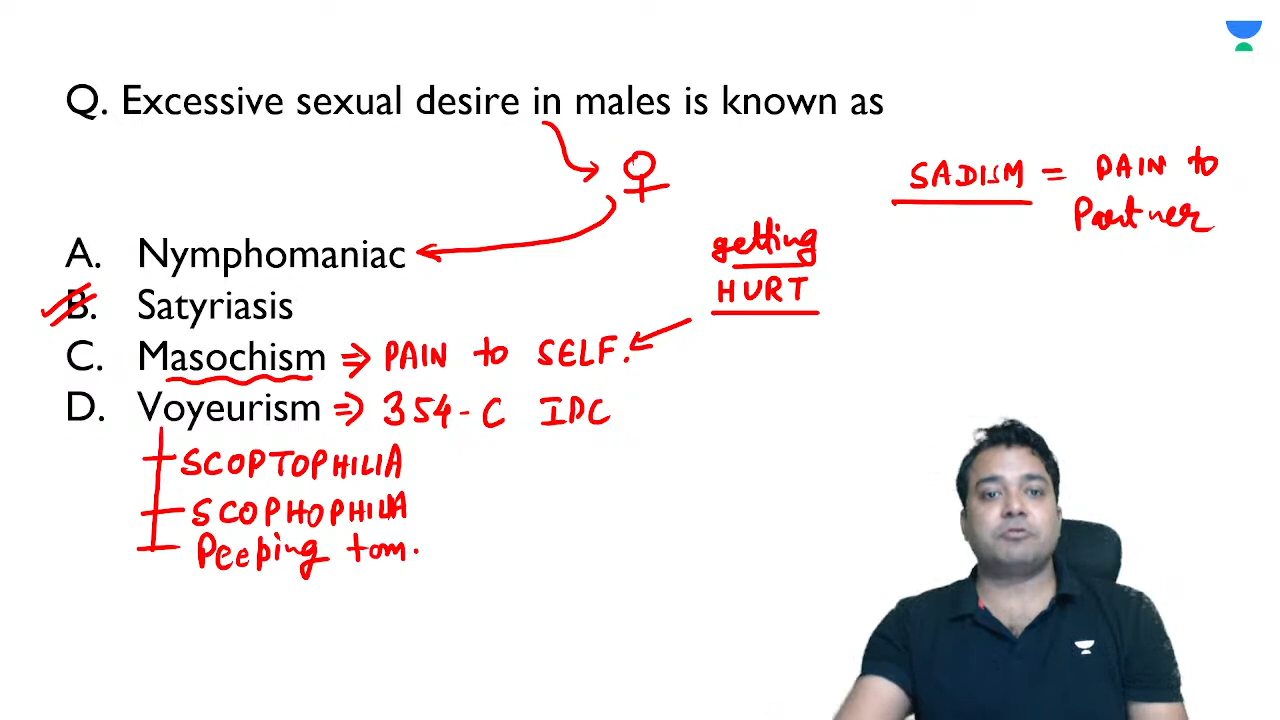 Q. Excessive sexual desire in males is known as
SADISM = PAIN to
Partner
A. Nymphomaniac
getting
HURT
B. Satyriasis
C. Masochism ⇒ PAIN to SELF.
D. Voyeurism ⇒ 354-C IPC
SCOPTOPHILIA
SCOPHOPHILIA
Peeping tom.